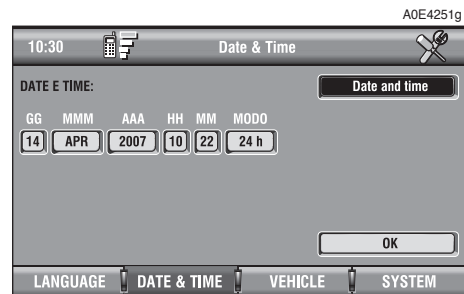 A0E4251g
10:30 Date & Time
DATE E TIME: Date and time
GG MMM AAA HH MM MODO
14 APR 2007 10 22 24 h
OK
LANGUAGE DATE & TIME VEHICLE SYSTEM